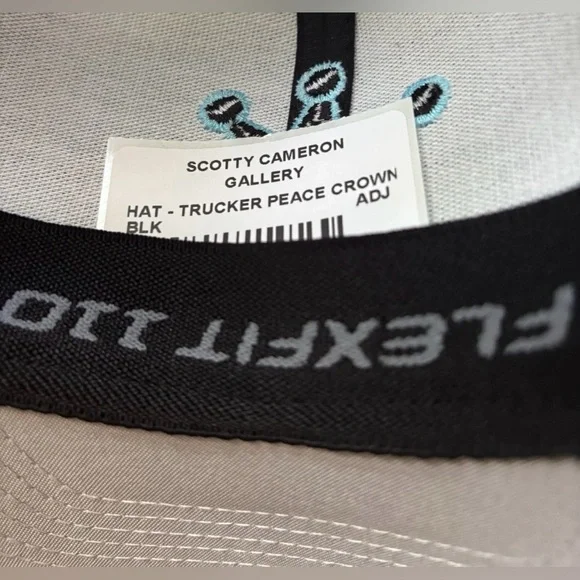 SCOTTY CAMERON
GALLERY
HAT - TRUCKER PEACE CROWN
BLK ADJ
FLEXFIT 110